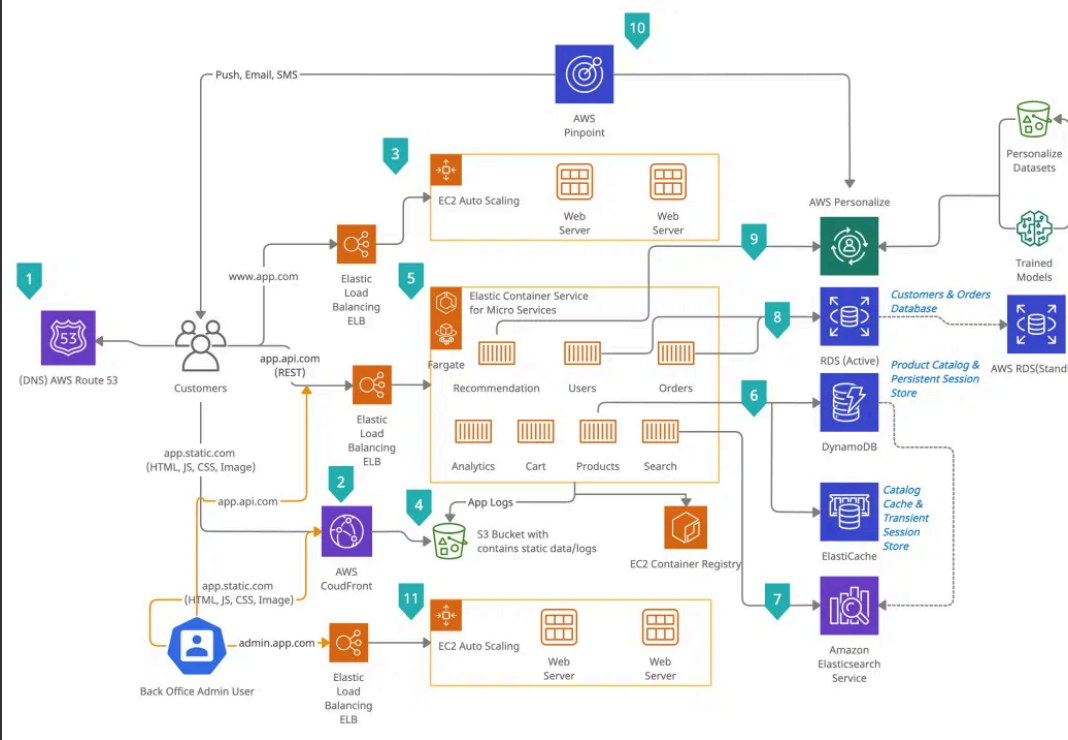 10
Push, Email, SMS
AWS
Pinpoint
3
EC2 Auto Scaling
Web
Server
Web
Server
Personalize
Datasets
AWS Personalize
9
Trained
Models
www.app.com
Elastic
Load
Balancing
ELB
1
53
(DNS) AWS Route 53
Customers
5
Elastic Container Service
for Micro Services
Fargate
Recommendation
Users
Orders
8
Customers & Orders
Database
RDS (Active)
AWS RDS(Stand
app.api.com
(REST)
Elastic
Load
Balancing
ELB
Analytics
Cart
Products
Search
6
Product Catalog &
Persistent Session
Store
DynamoDB
app.static.com
(HTML, JS, CSS, Image)
app.api.com
2
AWS
CoudFront
4
App Logs
S3 Bucket with
contains static data/logs
EC2 Container Registry
Catalog
Cache &
Transient
Session
Store
ElastiCache
7
Amazon
Elasticsearch
Service
app.static.com
(HTML, JS, CSS, Image)
11
admin.app.com
Back Office Admin User
Elastic
Load
Balancing
ELB
EC2 Auto Scaling
Web
Server
Web
Server